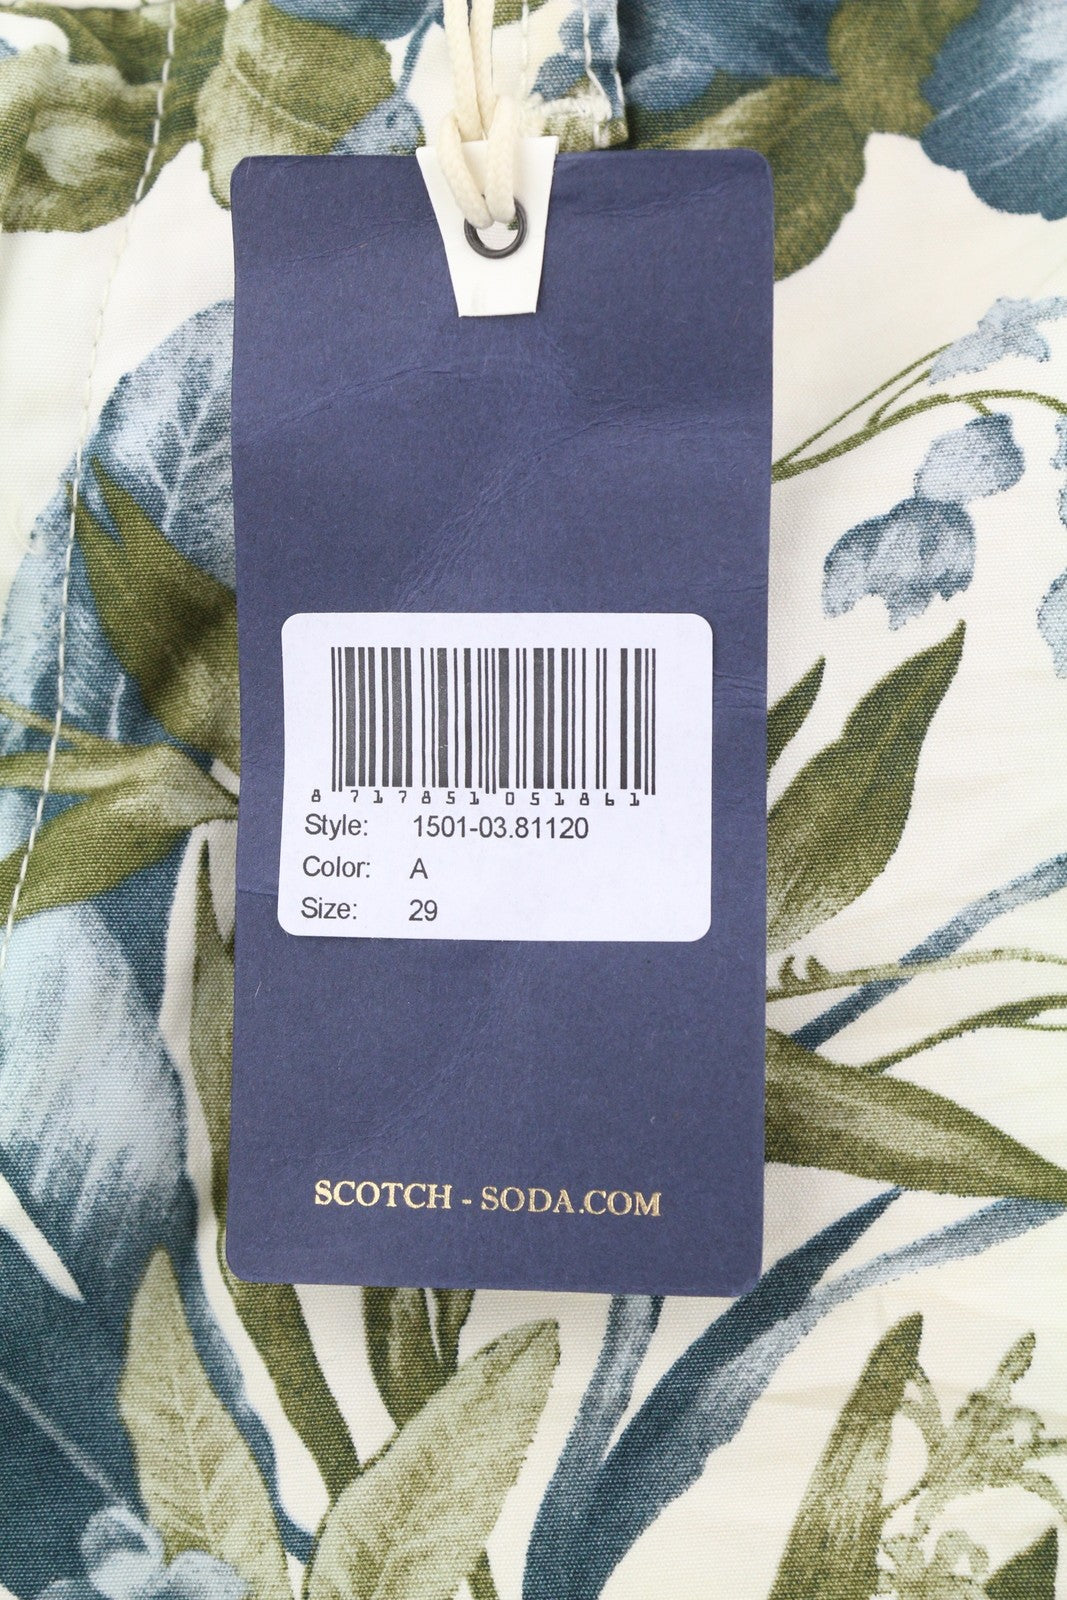 8 717851 051861
Style: 1501-03.81120
Color: A
Size: 29
SCOTCH - SODA.COM